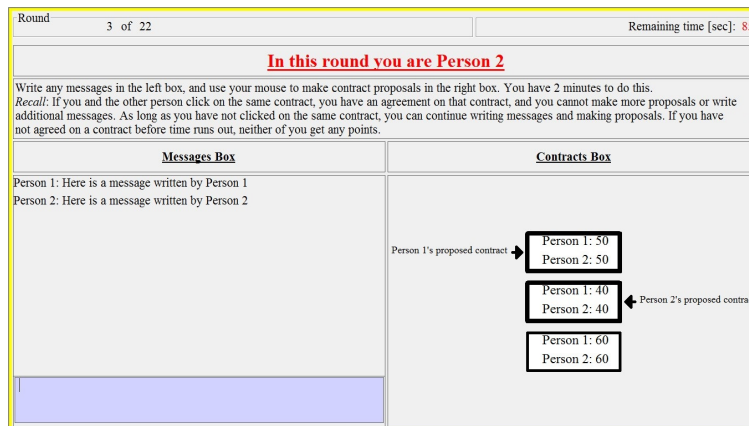 Round
3 of 22
Remaining time [sec]: 8
In this round you are Person 2
Write any messages in the left box, and use your mouse to make contract proposals in the right box. You have 2 minutes to do this.
Recall: If you and the other person click on the same contract, you have an agreement on that contract, and you cannot make more proposals or write
additional messages. As long as you have not clicked on the same contract, you can continue writing messages and making proposals. If you have
not agreed on a contract before time runs out, neither of you get any points.
Messages Box
Contracts Box
Person 1: Here is a message written by Person 1
Person 2: Here is a message written by Person 2
Person 1's proposed contract
Person 1: 50
Person 2: 50
Person 1: 40
Person 2: 40
Person 2's proposed contra
Person 1: 60
Person 2: 60